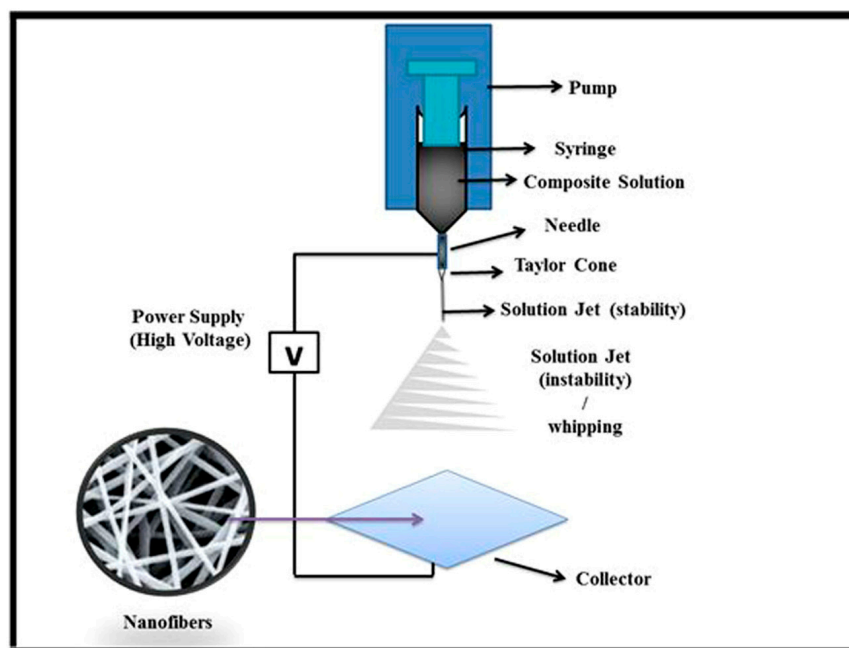 Pump
Syringe
Composite Solution
Needle
Taylor Cone
Solution Jet (stability)
Power Supply
(High Voltage)
V
Solution Jet
(instability)
/
whipping
Collector
Nanofibers